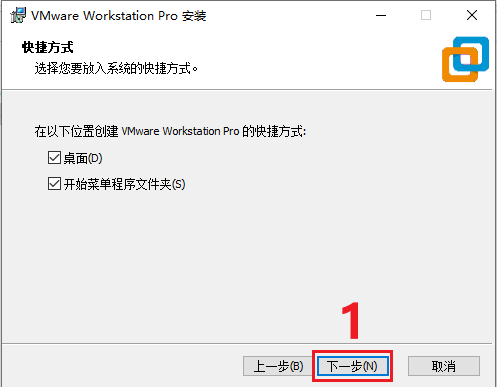 VMware Workstation Pro 安装
快捷方式
选择您要放入系统的快捷方式。
在以下位置创建 VMware Workstation Pro 的快捷方式:
桌面(D)
开始菜单程序文件夹(S)
1
上一步(B) 下一步(N) 取消